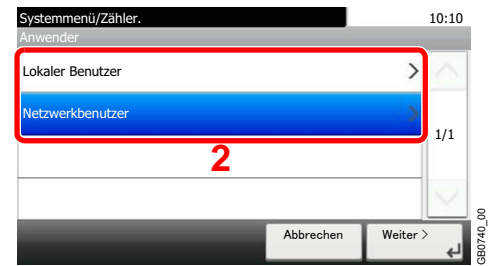 Systemmenü/Zähler.
10:10
Anwender
Lokaler Benutzer
Netzwerkbenutzer
1/1
2
Abbrechen
Weiter >
GB0740_00